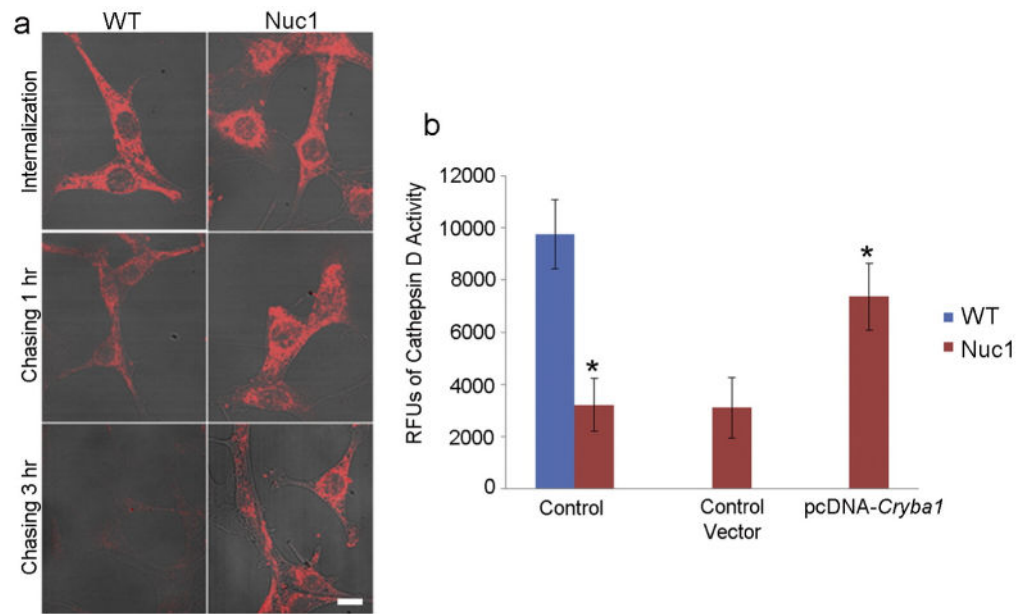 a
WT
Nuc1
Internalization
Chasing 1 hr
Chasing 3 hr
b
RFUs of Cathepsin D Activity
12000
10000
8000
6000
4000
2000
0
*
*
Control
Control
Vector
pcDNA-Cryba1
WT
Nuc1